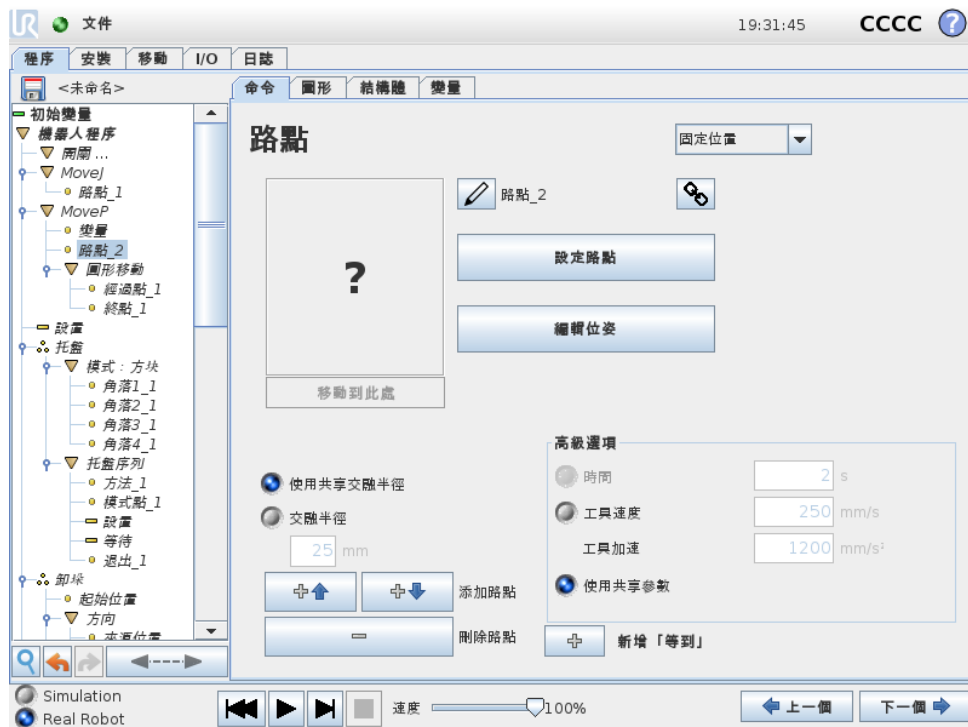 UR 文件 19:31:45 CCCC ?
程序 安裝 移動 I/O 日誌
<未命名>
命令 圖形 結構體 變量
初始變量
機器人程序
開關 ...
MoveJ
路點_1
MoveP
變量
路點_2
圓形移動
經過點_1
終點_1
設置
托盤
模式：方块
角落1_1
角落2_1
角落3_1
角落4_1
托盤序列
方法_1
模式點_1
設置
等待
退出_1
卸垛
起始位置
方向
來源位置
路點
固定位置
?
路點_2
設定路點
編輯位姿
移動到此處
使用共享交融半徑
交融半徑
25 mm
添加路點
刪除路點
高級選項
時間 2 s
工具速度 250 mm/s
工具加速 1200 mm/s²
使用共享參數
新增「等到」
Simulation
Real Robot
速度 100%
上一個 下一個